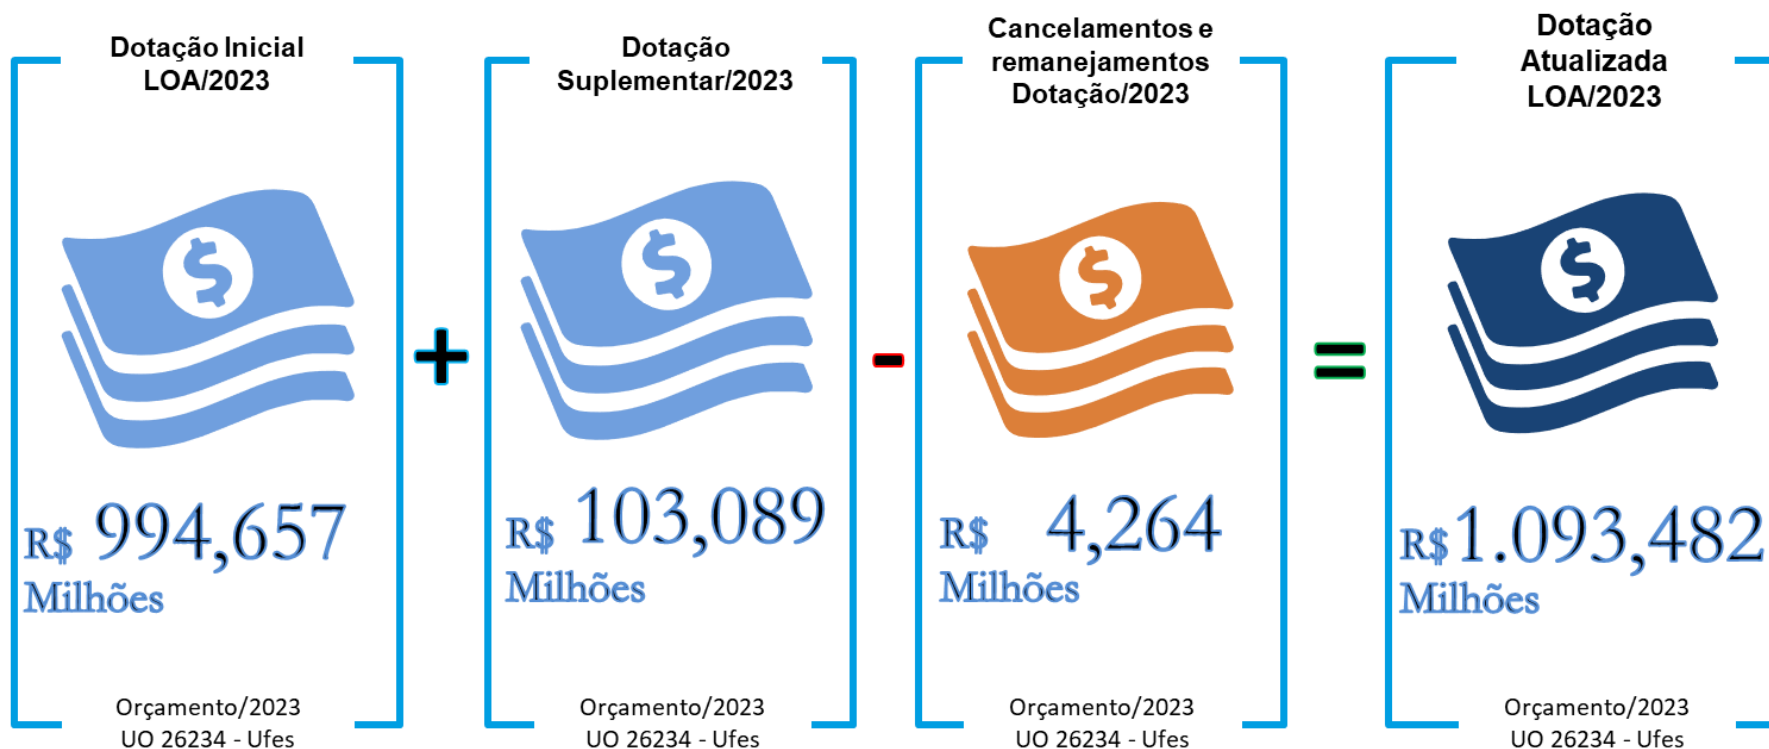 Dotação Inicial
LOA/2023
R$ 994,657
Milhões
Orçamento/2023
UO 26234 - Ufes
+
Dotação
Suplementar/2023
R$ 103,089
Milhões
Orçamento/2023
UO 26234 - Ufes
-
Cancelamentos e
remanejamentos
Dotação/2023
R$ 4,264
Milhões
Orçamento/2023
UO 26234 - Ufes
=
Dotação
Atualizada
LOA/2023
R$ 1.093,482
Milhões
Orçamento/2023
UO 26234 - Ufes